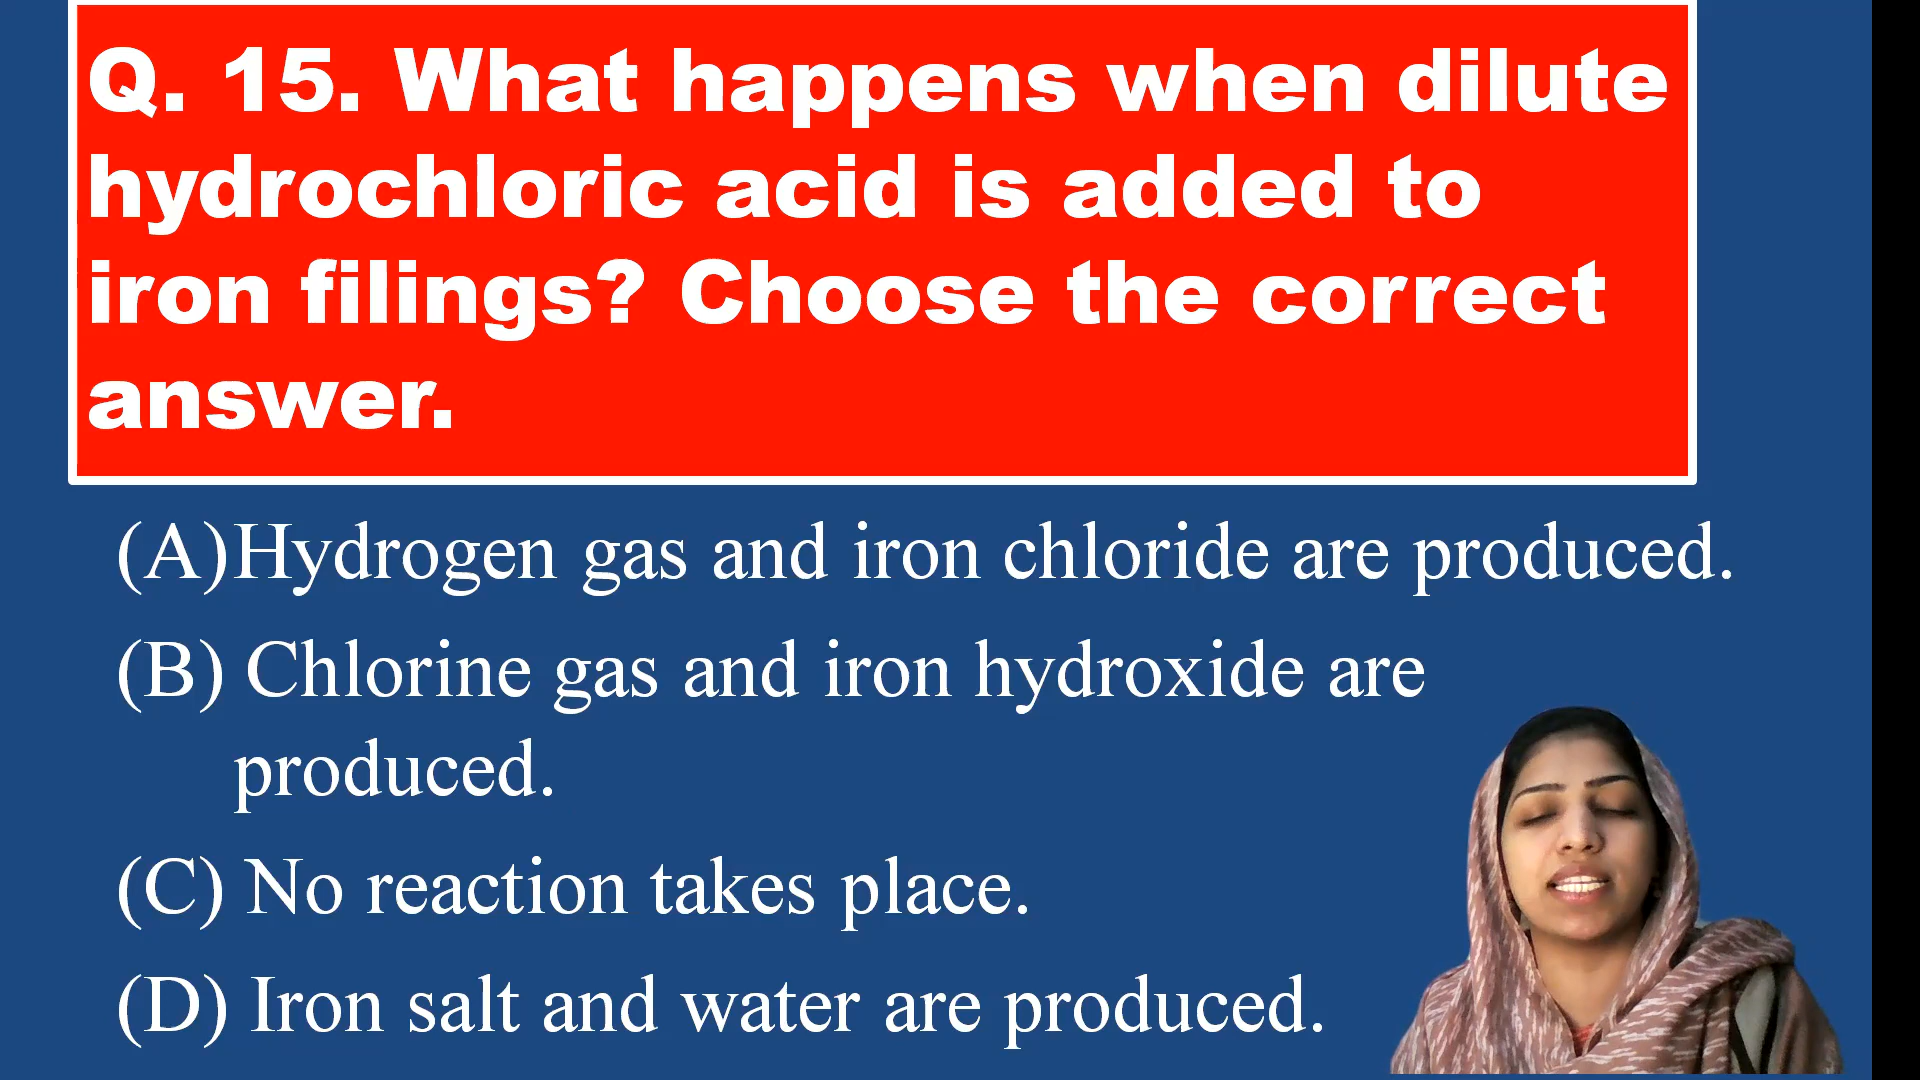 Q. 15. What happens when dilute
hydrochloric acid is added to
iron filings? Choose the correct
answer.
(A)Hydrogen gas and iron chloride are produced.
(B) Chlorine gas and iron hydroxide are
produced.
(C) No reaction takes place.
(D) Iron salt and water are produced.